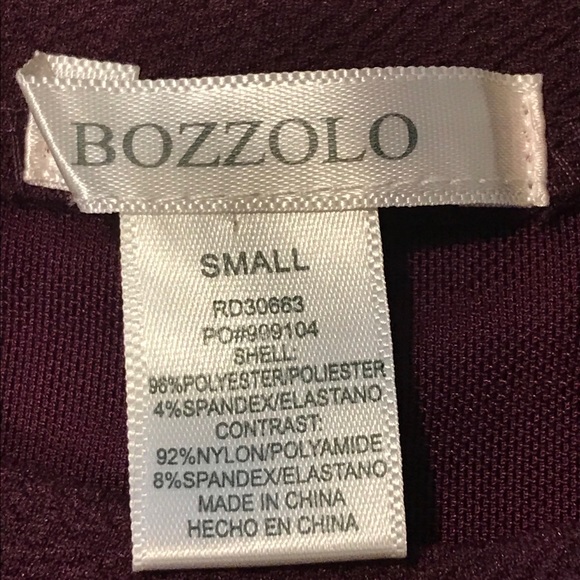 BOZZOLO
SMALL
RD30663
PO#909104
SHELL:
96%POLYESTER/POLIESTER
4%SPANDEX/ELASTANO
CONTRAST:
92%NYLON/POLYAMIDE
8%SPANDEX/ELASTANO
MADE IN CHINA
HECHO EN CHINA